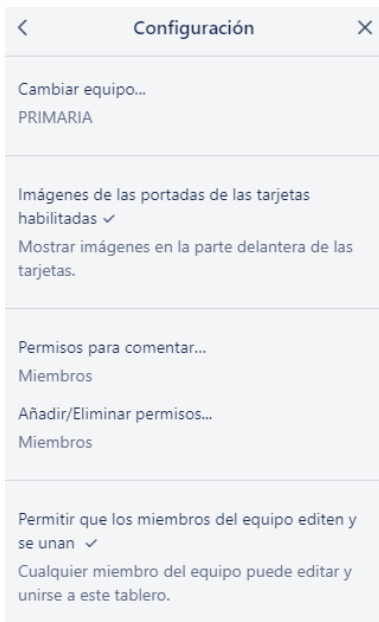 Configuración
Cambiar equipo...
PRIMARIA
Imágenes de las portadas de las tarjetas
habilitadas ✓
Mostrar imágenes en la parte delantera de las
tarjetas.
Permisos para comentar...
Miembros
Añadir/Eliminar permisos...
Miembros
Permitir que los miembros del equipo editen y
se unan ✓
Cualquier miembro del equipo puede editar y
unirse a este tablero.